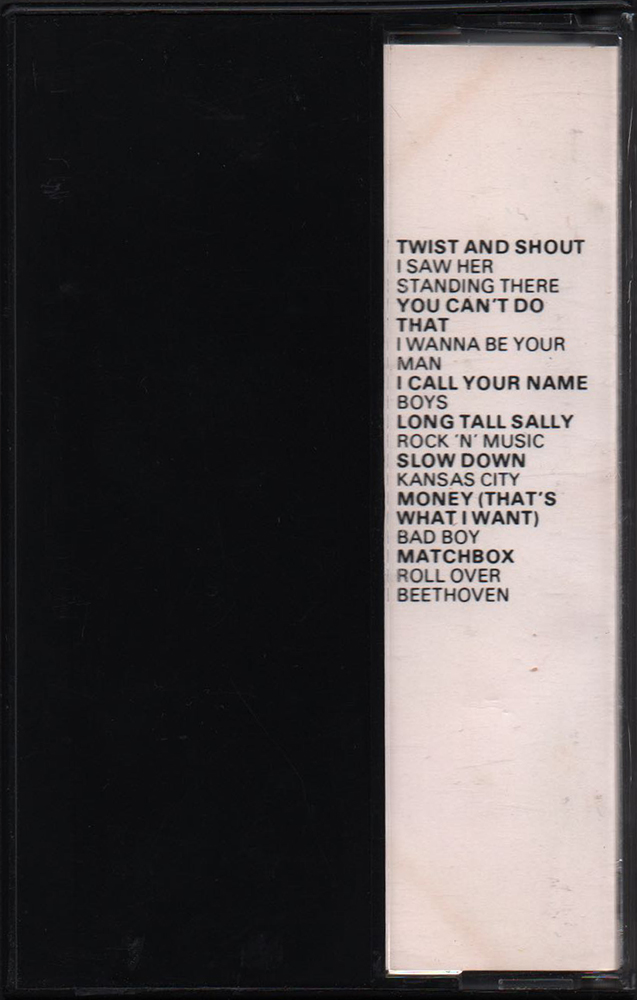 TWIST AND SHOUT
I SAW HER
STANDING THERE
YOU CAN'T DO
THAT
I WANNA BE YOUR
MAN
I CALL YOUR NAME
BOYS
LONG TALL SALLY
ROCK 'N' MUSIC
SLOW DOWN
KANSAS CITY
MONEY (THAT'S
WHAT I WANT)
BAD BOY
MATCHBOX
ROLL OVER
BEETHOVEN